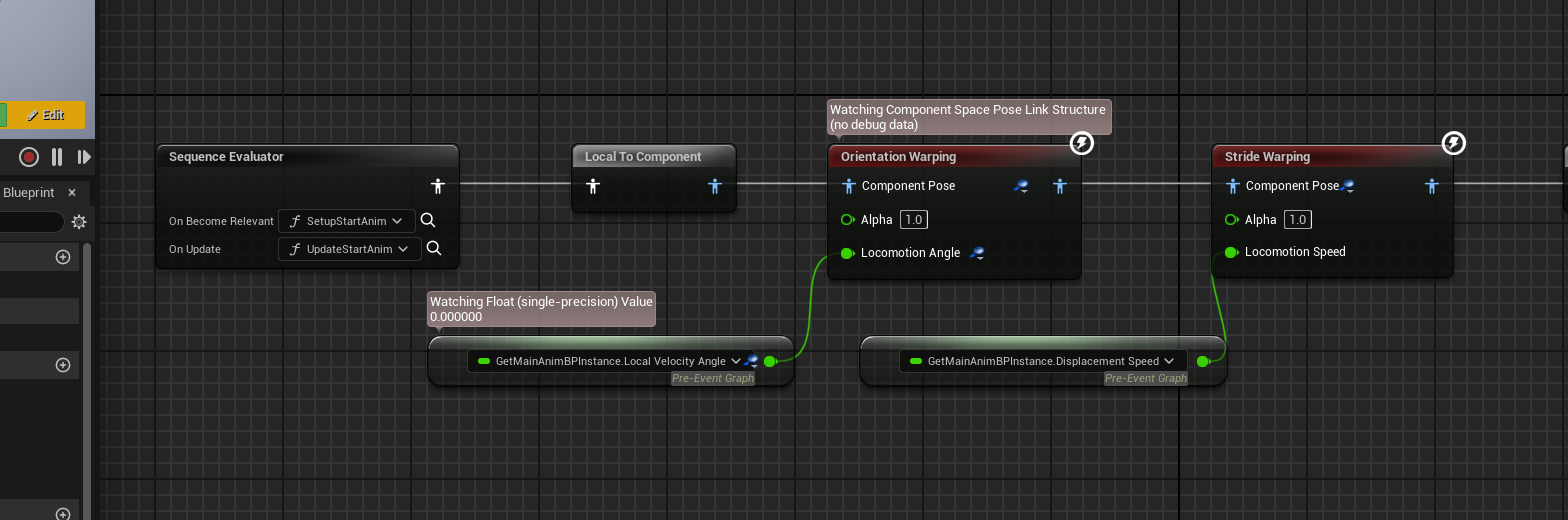 Edit
Blueprint
Sequence Evaluator
On Become Relevant
SetupStartAnim
On Update
UpdateStartAnim
Local To Component
Watching Component Space Pose Link Structure
(no debug data)
Orientation Warping
Component Pose
Alpha 1.0
Locomotion Angle
Stride Warping
Component Pose
Alpha 1.0
Locomotion Speed
Watching Float (single-precision) Value
0.000000
GetMainAnimBPInstance.Local Velocity Angle
Pre-Event Graph
GetMainAnimBPInstance.Displacement Speed
Pre-Event Graph